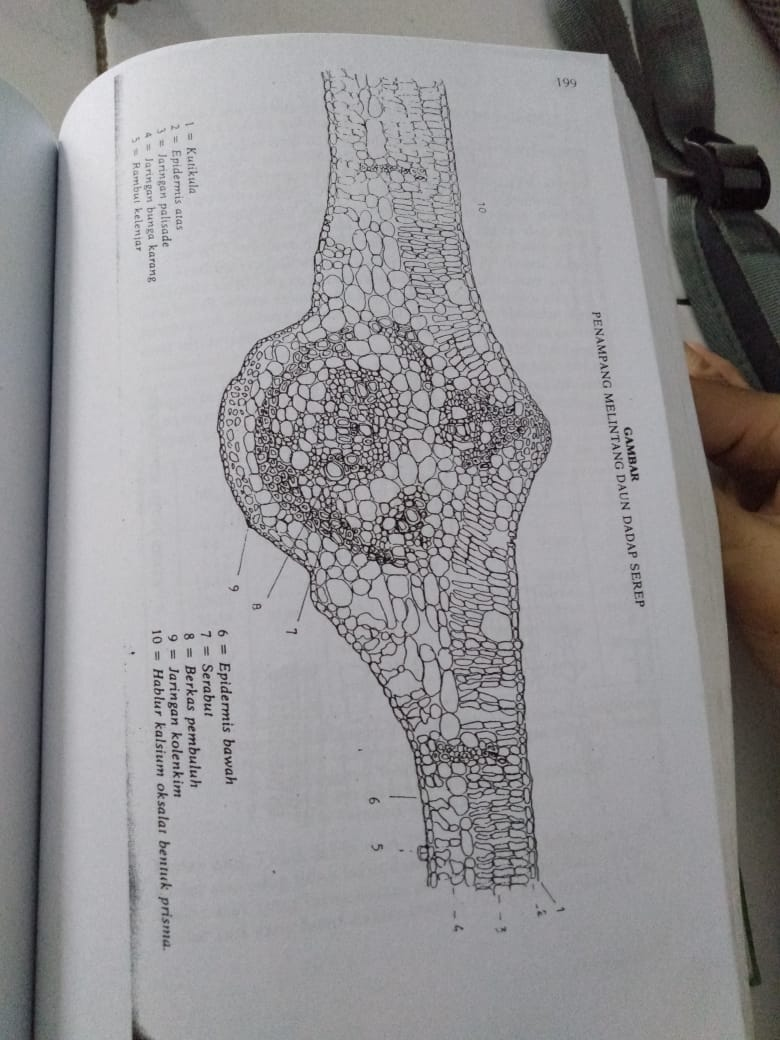 199
GAMBAR
PENAMPANG MELINTANG DAUN DADAP SEREP
10
1
2
3
4
5
6
7
8
9
1 = Kutikula
2 = Epidermis atas
3 = Jaringan palisade
4 = Jaringan bunga karang
5 = Rambut kelenjar
6 = Epidermis bawah
7 = Serabut
8 = Berkas pembuluh
9 = Jaringan kolenkim
10 = Hablur kalsium oksalat bentuk prisma.